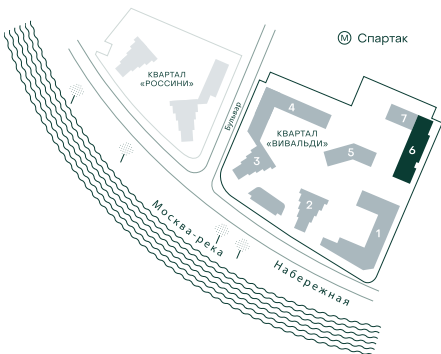 М Спартак
КВАРТАЛ
«РОССИНИ»
Бульвар
4
7
КВАРТАЛ
«ВИВАЛЬДИ»
6
5
3
2
1
Москва-река
Набережная